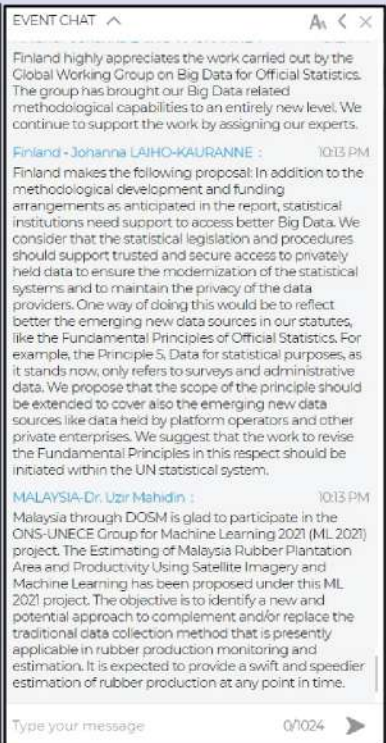 EVENT CHAT
Finland highly appreciates the work carried out by the
Global Working Group on Big Data for Official Statistics.
The group has brought our Big Data related
methodological capabilities to an entirely new level. We
continue to support the work by assigning our experts.
Finland - Johanna LAIHO-KAURANNE : 10:13 PM
Finland makes the following proposal: In addition to the
methodological development and funding
arrangements as anticipated in the report, statistical
institutions need support to access better Big Data. We
consider that the statistical legislation and procedures
should support trusted and secure access to privately
held data to ensure the modernization of the statistical
systems and to maintain the privacy of the data
providers. One way of doing this would be to reflect
better the emerging new data sources in our statutes,
like the Fundamental Principles of Official Statistics. For
example, the Principle 5, Data for statistical purposes, as
it stands now, only refers to surveys and administrative
data. We propose that the scope of the principle should
be extended to cover also the emerging new data
sources like data held by platform operators and other
private enterprises. We suggest that the work to revise
the Fundamental Principles in this respect should be
initiated within the UN statistical system.
MALAYSIA-Dr. Uzir Mahidin : 10:13 PM
Malaysia through DOSM is glad to participate in the
ONS-UNECE Group for Machine Learning 2021 (ML 2021)
project. The Estimating of Malaysia Rubber Plantation
Area and Productivity Using Satellite Imagery and
Machine Learning has been proposed under this ML
2021 project. The objective is to identify a new and
potential approach to complement and/or replace the
traditional data collection method that is presently
applicable in rubber production monitoring and
estimation. It is expected to provide a swift and speedier
estimation of rubber production at any point in time.
Type your message 0/1024